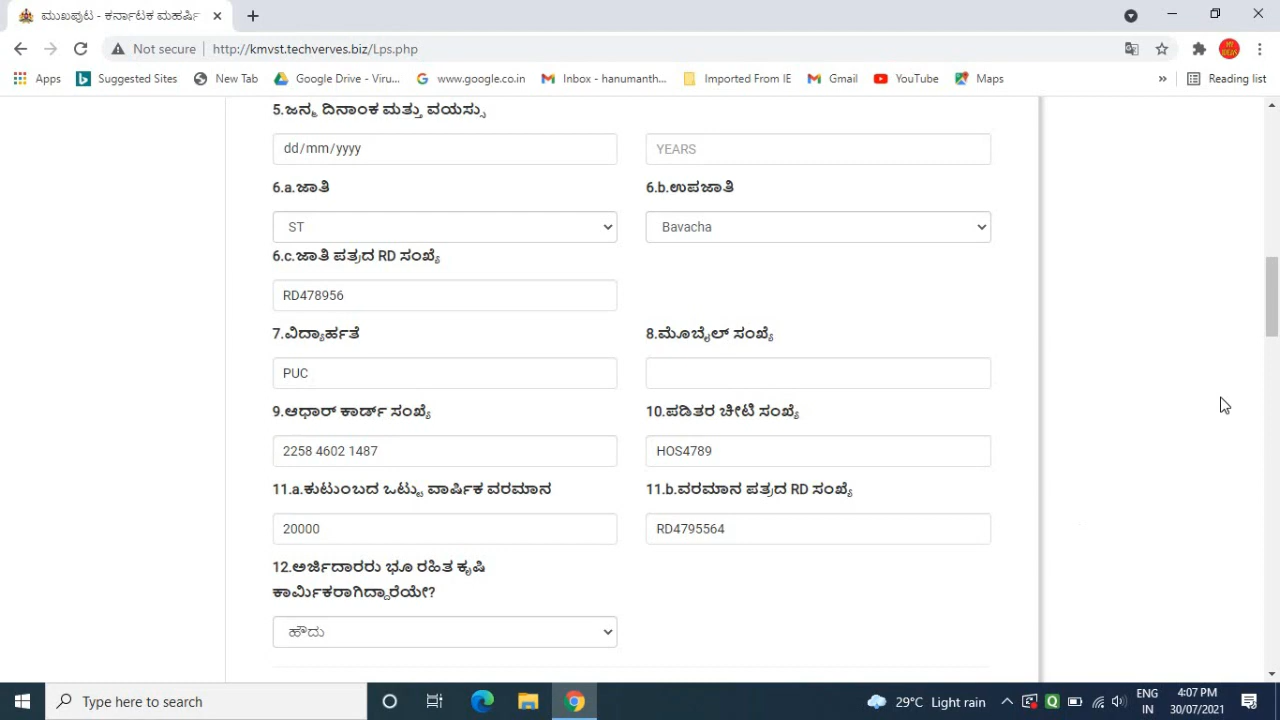 ಮುಖಪುಟ - ಕರ್ನಾಟಕ ಮಹರ್ಷಿ
Not secure http://kmvst.techverves.biz/Lps.php
Apps Suggested Sites New Tab Google Drive - Viru... www.google.co.in Inbox - hanumanth... Imported From IE Gmail YouTube Maps » Reading list
5.ಜನ್ಮ ದಿನಾಂಕ ಮತ್ತು ವಯಸ್ಸು
dd/mm/yyyy YEARS
6.a.ಜಾತಿ 6.b.ಉಪಜಾತಿ
ST Bavacha
6.c.ಜಾತಿ ಪತ್ರದ RD ಸಂಖ್ಯೆ
RD478956
7.ವಿದ್ಯಾರ್ಹತೆ 8.ಮೊಬೈಲ್ ಸಂಖ್ಯೆ
PUC
9.ಆಧಾರ್ ಕಾರ್ಡ್ ಸಂಖ್ಯೆ 10.ಪಡಿತರ ಚೀಟಿ ಸಂಖ್ಯೆ
2258 4602 1487 HOS4789
11.a.ಕುಟುಂಬದ ಒಟ್ಟು ವಾರ್ಷಿಕ ವರಮಾನ 11.b.ವರಮಾನ ಪತ್ರದ RD ಸಂಖ್ಯೆ
20000 RD4795564
12.ಅರ್ಜಿದಾರರು ಭೂ ರಹಿತ ಕೃಷಿ
ಕಾರ್ಮಿಕರಾಗಿದ್ದಾರೆಯೇ?
ಹೌದು
Type here to search 29°C Light rain ENG IN 4:07 PM 30/07/2021